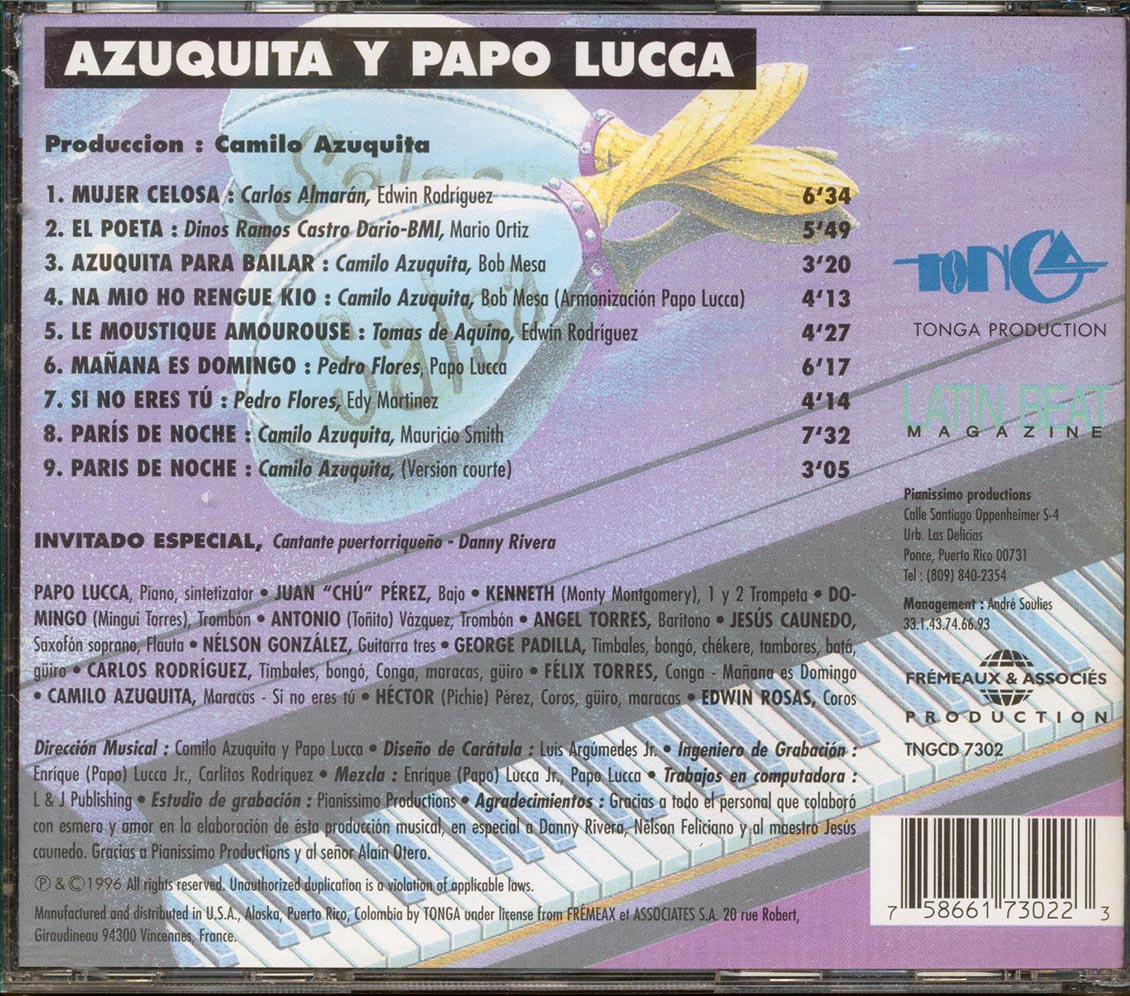 AZUQUITA Y PAPO LUCCA
Produccion : Camilo Azuquita
1. MUJER CELOSA : Carlos Almarán, Edwin Rodríguez 6'34
2. EL POETA : Dinos Ramos Castro Dario-BMI, Mario Ortiz 5'49
3. AZUQUITA PARA BAILAR : Camilo Azuquita, Bob Mesa 3'20
4. NA MIO HO RENGUE KIO : Camilo Azuquita, Bob Mesa (Armonización Papo Lucca) 4'13
5. LE MOUSTIQUE AMOUROUSE : Tomas de Aquino, Edwin Rodríguez 4'27
6. MAÑANA ES DOMINGO : Pedro Flores, Papo Lucca 6'17
7. SI NO ERES TÚ : Pedro Flores, Edy Martinez 4'14
8. PARÍS DE NOCHE : Camilo Azuquita, Mauricio Smith 7'32
9. PARIS DE NOCHE : Camilo Azuquita, (Versión courte) 3'05
Salsa
Salsa
INVITADO ESPECIAL, Cantante puertorriqueño - Danny Rivera
PAPO LUCCA, Piano, sintetizator • JUAN "CHÚ" PÉREZ, Bajo • KENNETH (Monty Montgomery), 1 y 2 Trompeta • DO-
MINGO (Mingui Torres), Trombón • ANTONIO (Toñito) Vázquez, Trombón • ANGEL TORRES, Barítono • JESÚS CAUNEDO,
Saxofón soprano, Flauta • NÉLSON GONZÁLEZ, Guitarra tres • GEORGE PADILLA, Timbales, bongó, chékere, tambores, batá,
güiro • CARLOS RODRÍGUEZ, Timbales, bongó, Conga, maracas, güiro • FÉLIX TORRES, Conga - Mañana es Domingo
• CAMILO AZUQUITA, Maracas - Si no eres tú • HÉCTOR (Pichie) Pérez, Coros, güiro, maracas • EDWIN ROSAS, Coros
Dirección Musical : Camilo Azuquita y Papo Lucca • Diseño de Carátula : Luis Argúmedes Jr. • Ingeniero de Grabación :
Enrique (Papo) Lucca Jr., Carlitos Rodríquez • Mezcla : Enrique (Papo) Lucca Jr., Papo Lucca • Trabajos en computadora :
L & J Publishing • Estudio de grabación : Pianissimo Productions • Agradecimientos : Gracias a todo el personal que colaboró
con esmero y amor en la elaboración de ésta producción musical, en especial a Danny Rivera, Nélson Feliciano y al maestro Jesús
caunedo. Gracias a Pianissimo Productions y al señor Alain Otero.
℗ & © 1996 All rights reserved. Unauthorized duplication is a violation of applicable laws.
Manufactured and distributed in U.S.A., Alaska, Puerto Rico, Colombia by TONGA under license from FRÉMEAX et ASSOCIATES S.A. 20 rue Robert,
Giraudineau 94300 Vincennes, France.
TONGA
TONGA PRODUCTION
LATIN BEAT
MAGAZINE
Pianissimo productions
Calle Santiago Oppenheimer S-4
Urb. Las Delicias
Ponce, Puerto Rico 00731
Tel : (809) 840-2354
Management : André Soulies
33.1.43.74.66.93
FRÉMEAUX & ASSOCIÉS
PRODUCTION
TNGCD 7302
7 58661 73022 3